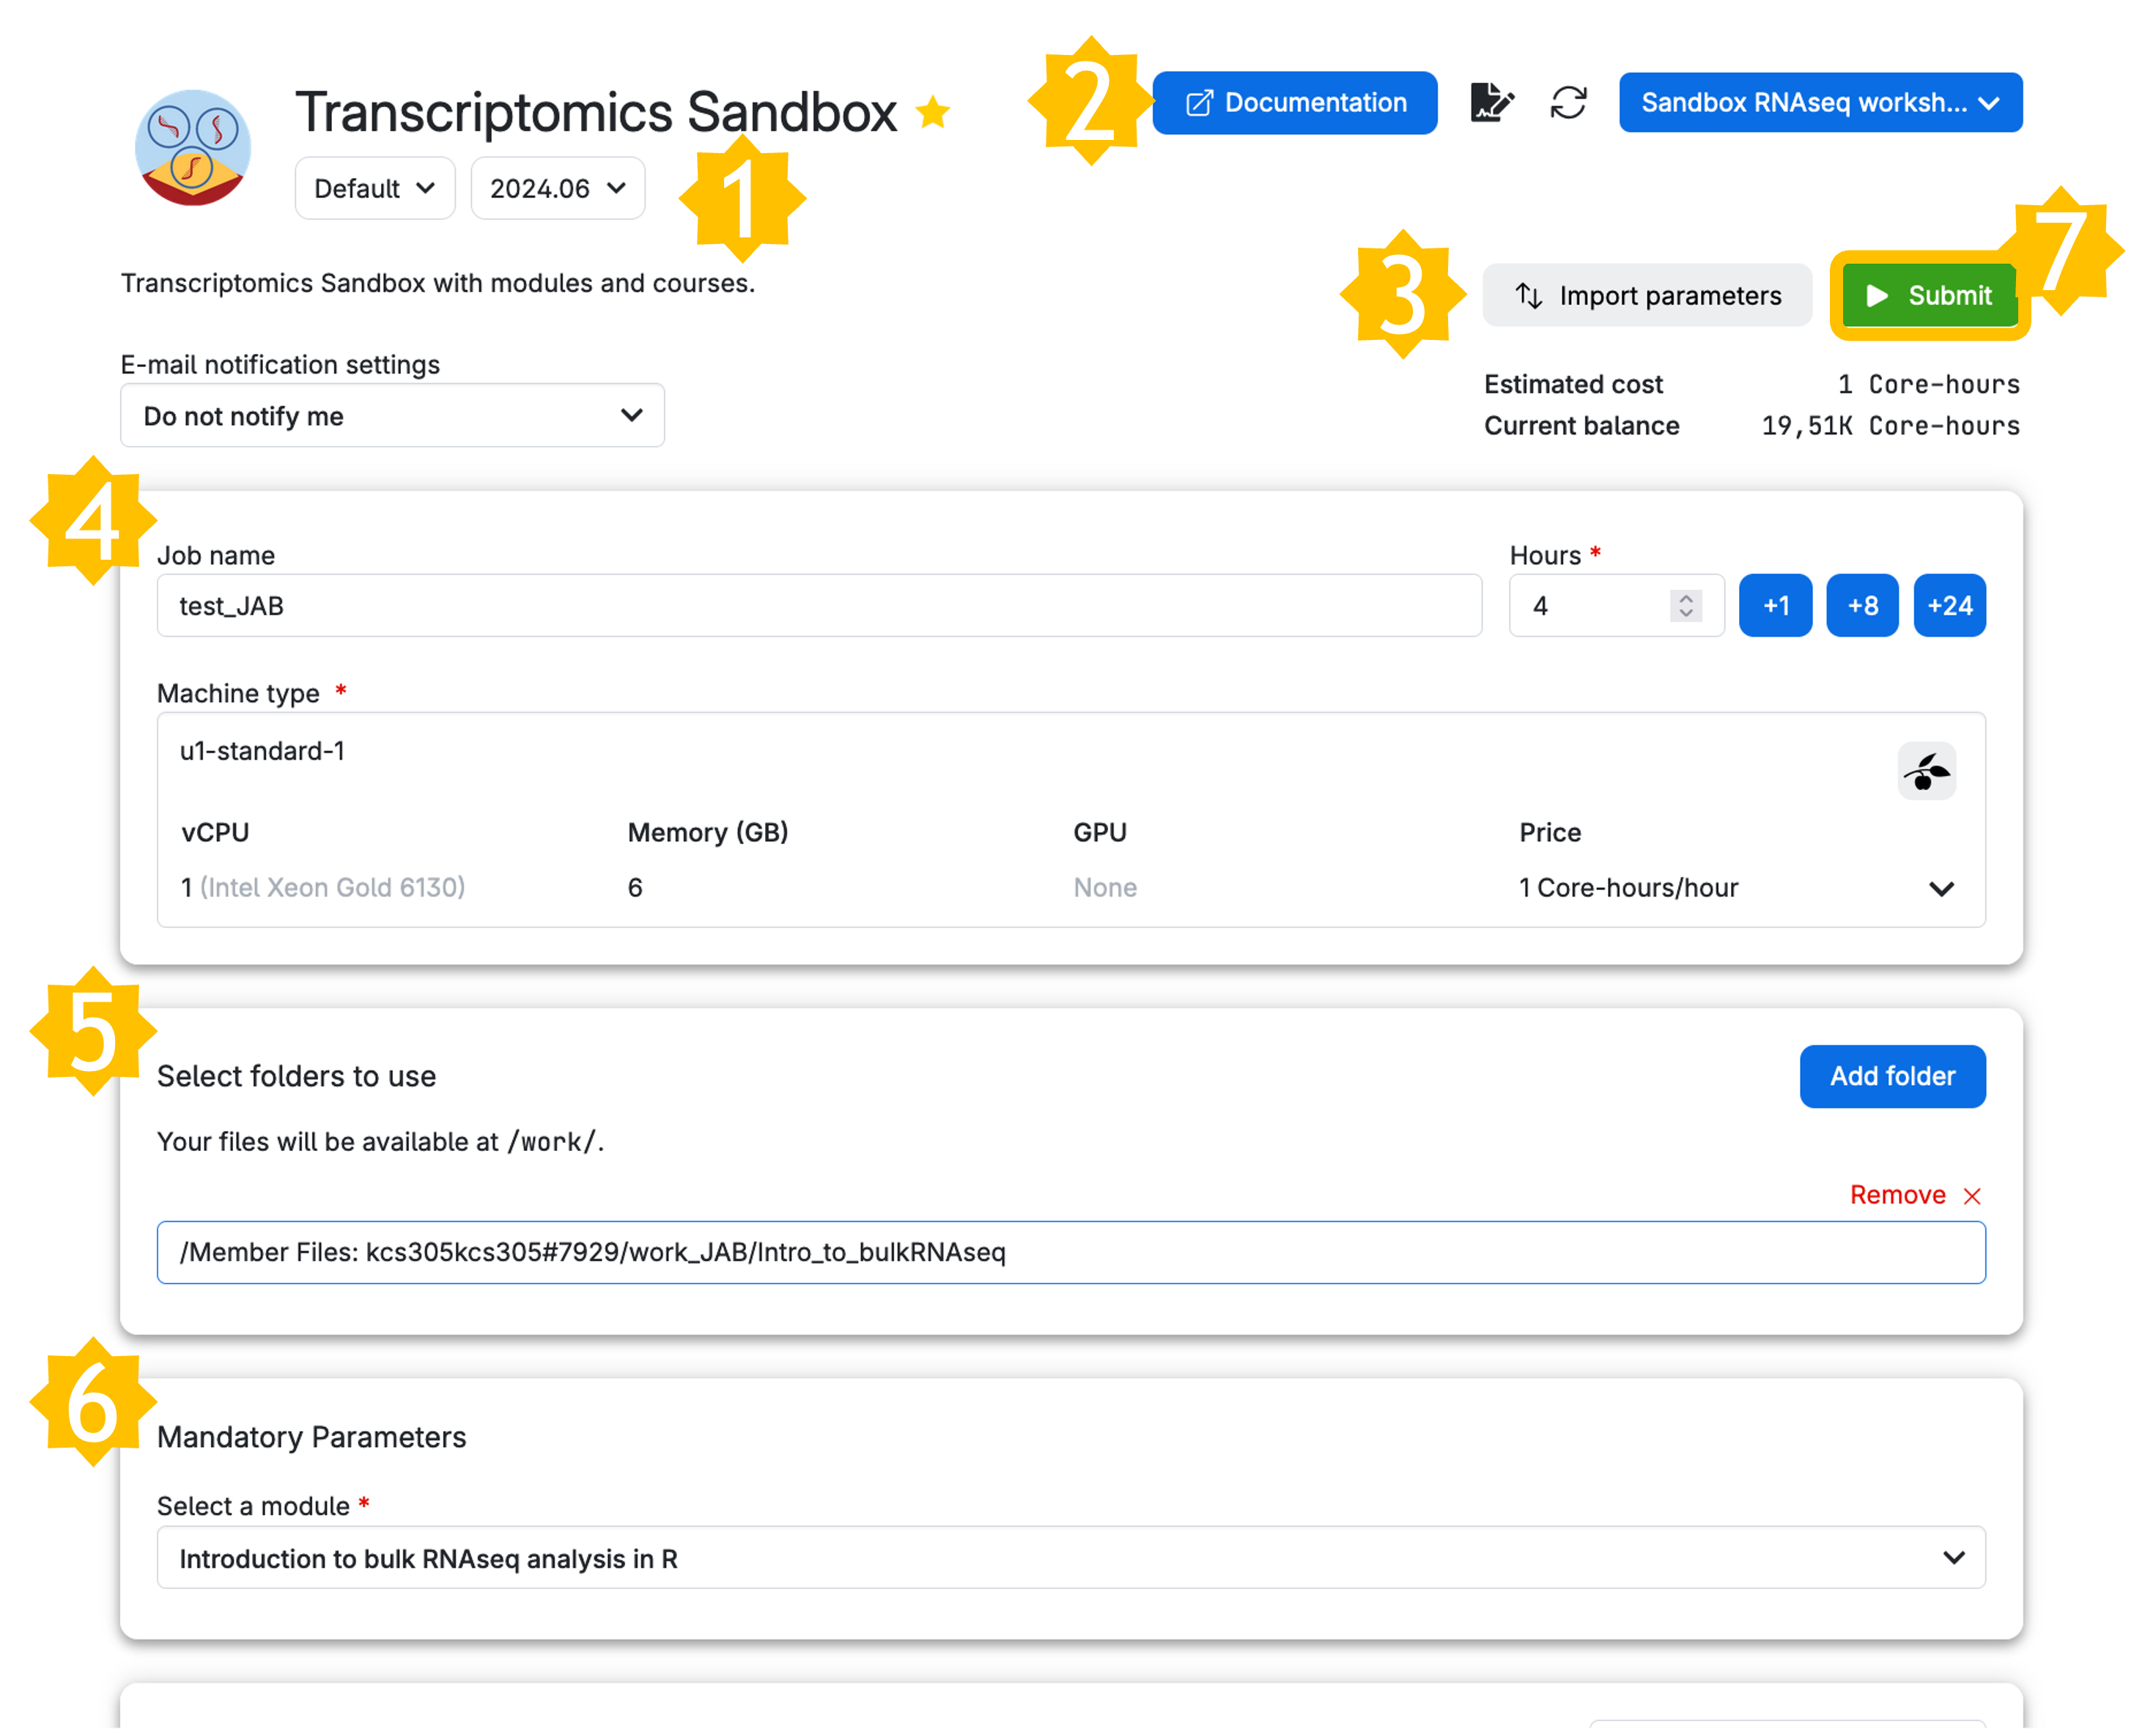 Transcriptomics Sandbox
2
Documentation
Sandbox RNAseq worksh...
Default
2024.06
1
7
Transcriptomics Sandbox with modules and courses.
3
Import parameters
Submit
E-mail notification settings
Do not notify me
Estimated cost 1 Core-hours
Current balance 19,51K Core-hours
4
Job name
Hours *
test_JAB
4
+1
+8
+24
Machine type *
u1-standard-1
vCPU Memory (GB) GPU Price
1 (Intel Xeon Gold 6130) 6 None 1 Core-hours/hour
5
Select folders to use
Add folder
Your files will be available at /work/.
Remove
/Member Files: kcs305kcs305#7929/work_JAB/Intro_to_bulkRNAseq
6
Mandatory Parameters
Select a module *
Introduction to bulk RNAseq analysis in R